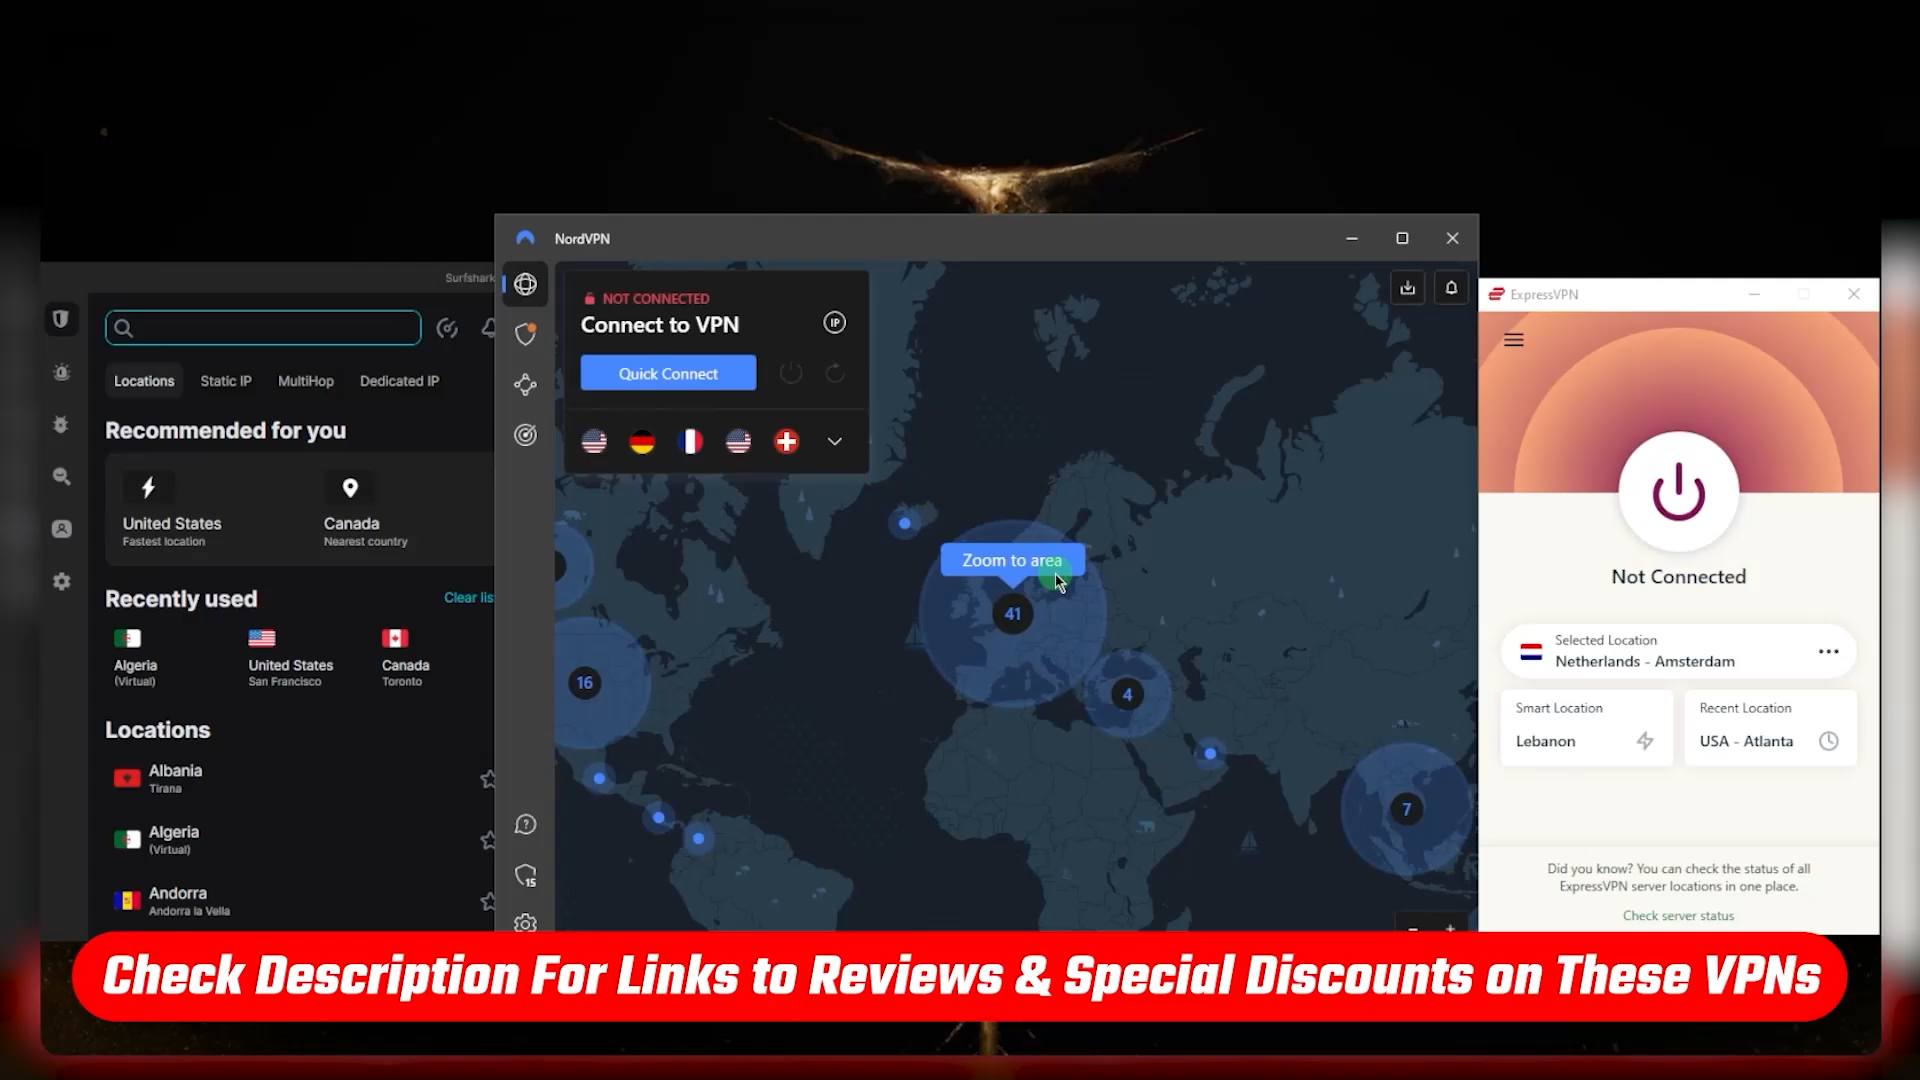 Surfshark
Locations
Static IP
MultiHop
Dedicated IP
Recommended for you
United States
Fastest location
Canada
Nearest country
Recently used
Clear lis
Algeria
(Virtual)
United States
San Francisco
Canada
Toronto
Locations
Albania
Tirana
Algeria
(Virtual)
Andorra
Andorra la Vella
NordVPN
NOT CONNECTED
Connect to VPN
IP
Quick Connect
Zoom to area
41
16
4
7
15
ExpressVPN
Not Connected
Selected Location
Netherlands - Amsterdam
Smart Location
Lebanon
Recent Location
USA - Atlanta
Did you know? You can check the status of all
ExpressVPN server locations in one place.
Check server status
Check Description For Links to Reviews & Special Discounts on These VPNs